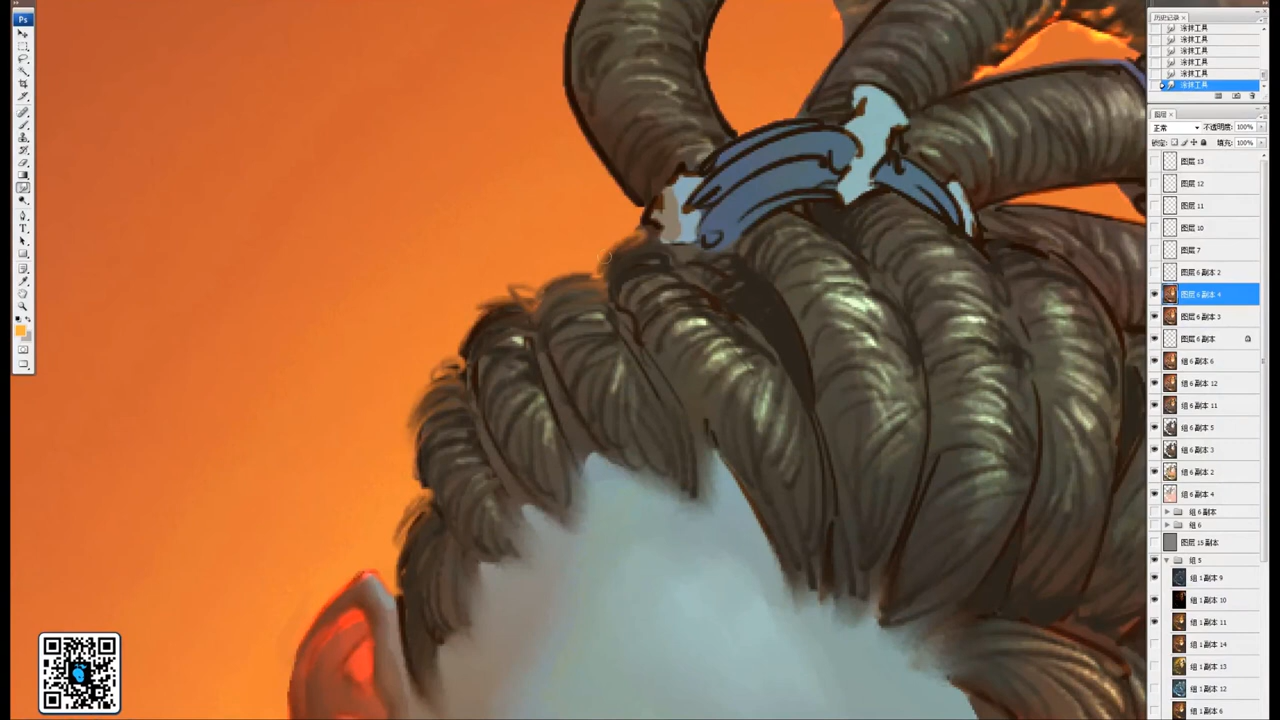 Ps
历史记录
涂抹工具
涂抹工具
涂抹工具
涂抹工具
涂抹工具
涂抹工具
图层
正常
不透明度: 100%
锁定:
填充: 100%
图层 13
图层 12
图层 11
图层 10
图层 7
图层 6 副本 2
图层 6 副本 4
图层 6 副本 3
图层 6 副本
组 6 副本 6
组 6 副本 12
组 6 副本 11
组 6 副本 5
组 6 副本 3
组 6 副本 2
组 6 副本 4
组 6 副本
组 6
图层 15 副本
组 5
组 1 副本 9
组 1 副本 10
组 1 副本 11
组 1 副本 14
组 1 副本 13
组 1 副本 12
组 1 副本 6
T